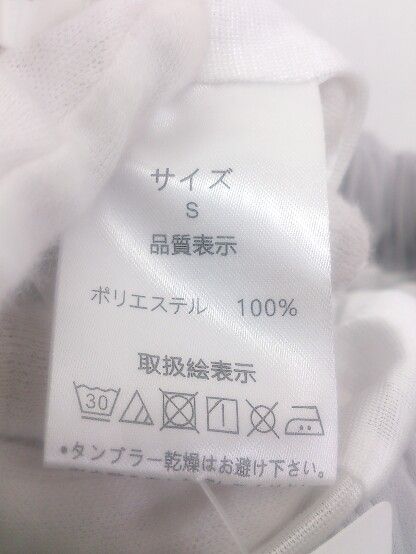 サイズ
S
品質表示
ポリエステル 100%
取扱絵表示
30
•タンブラー乾燥はお避け下さい。